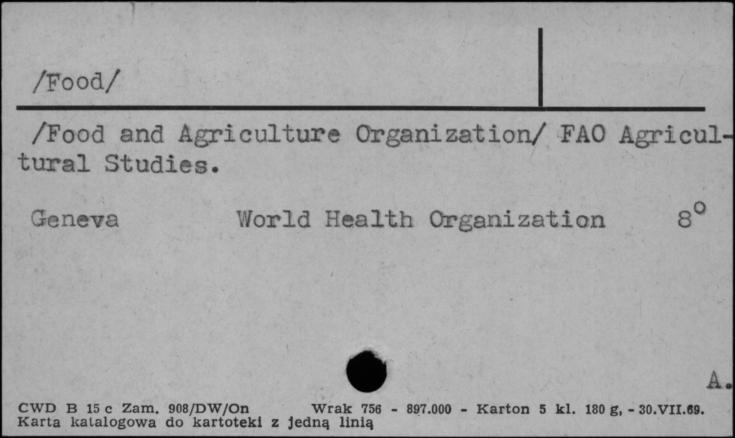 /Food/
/Food and Agriculture Organization/ FAO Agricul-
tural Studies.
Geneva World Health Organization 8°
A.
CWD B 15 c Zam. 908/DW/On Wrak 756 - 897.000 - Karton 5 kl. 180 g, - 30.VII.69.
Karta katalogowa do kartoteki z jedną linią